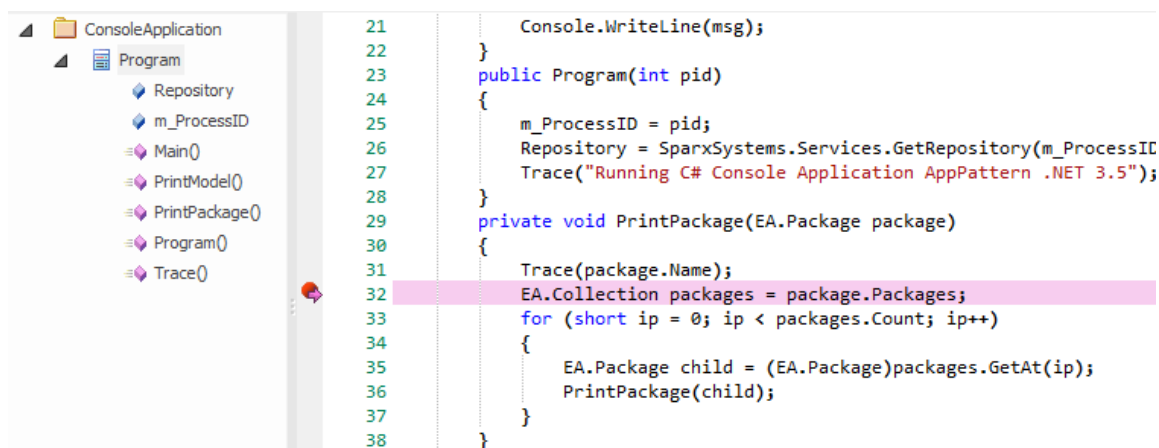 ConsoleApplication
Program
Repository
m_ProcessID
Main()
PrintModel()
PrintPackage()
Program()
Trace()
21 Console.WriteLine(msg);
22 }
23 public Program(int pid)
24 {
25 m_ProcessID = pid;
26 Repository = SparxSystems.Services.GetRepository(m_ProcessID
27 Trace("Running C# Console Application AppPattern .NET 3.5");
28 }
29 private void PrintPackage(EA.Package package)
30 {
31 Trace(package.Name);
32 EA.Collection packages = package.Packages;
33 for (short ip = 0; ip < packages.Count; ip++)
34 {
35 EA.Package child = (EA.Package)packages.GetAt(ip);
36 PrintPackage(child);
37 }
38 }